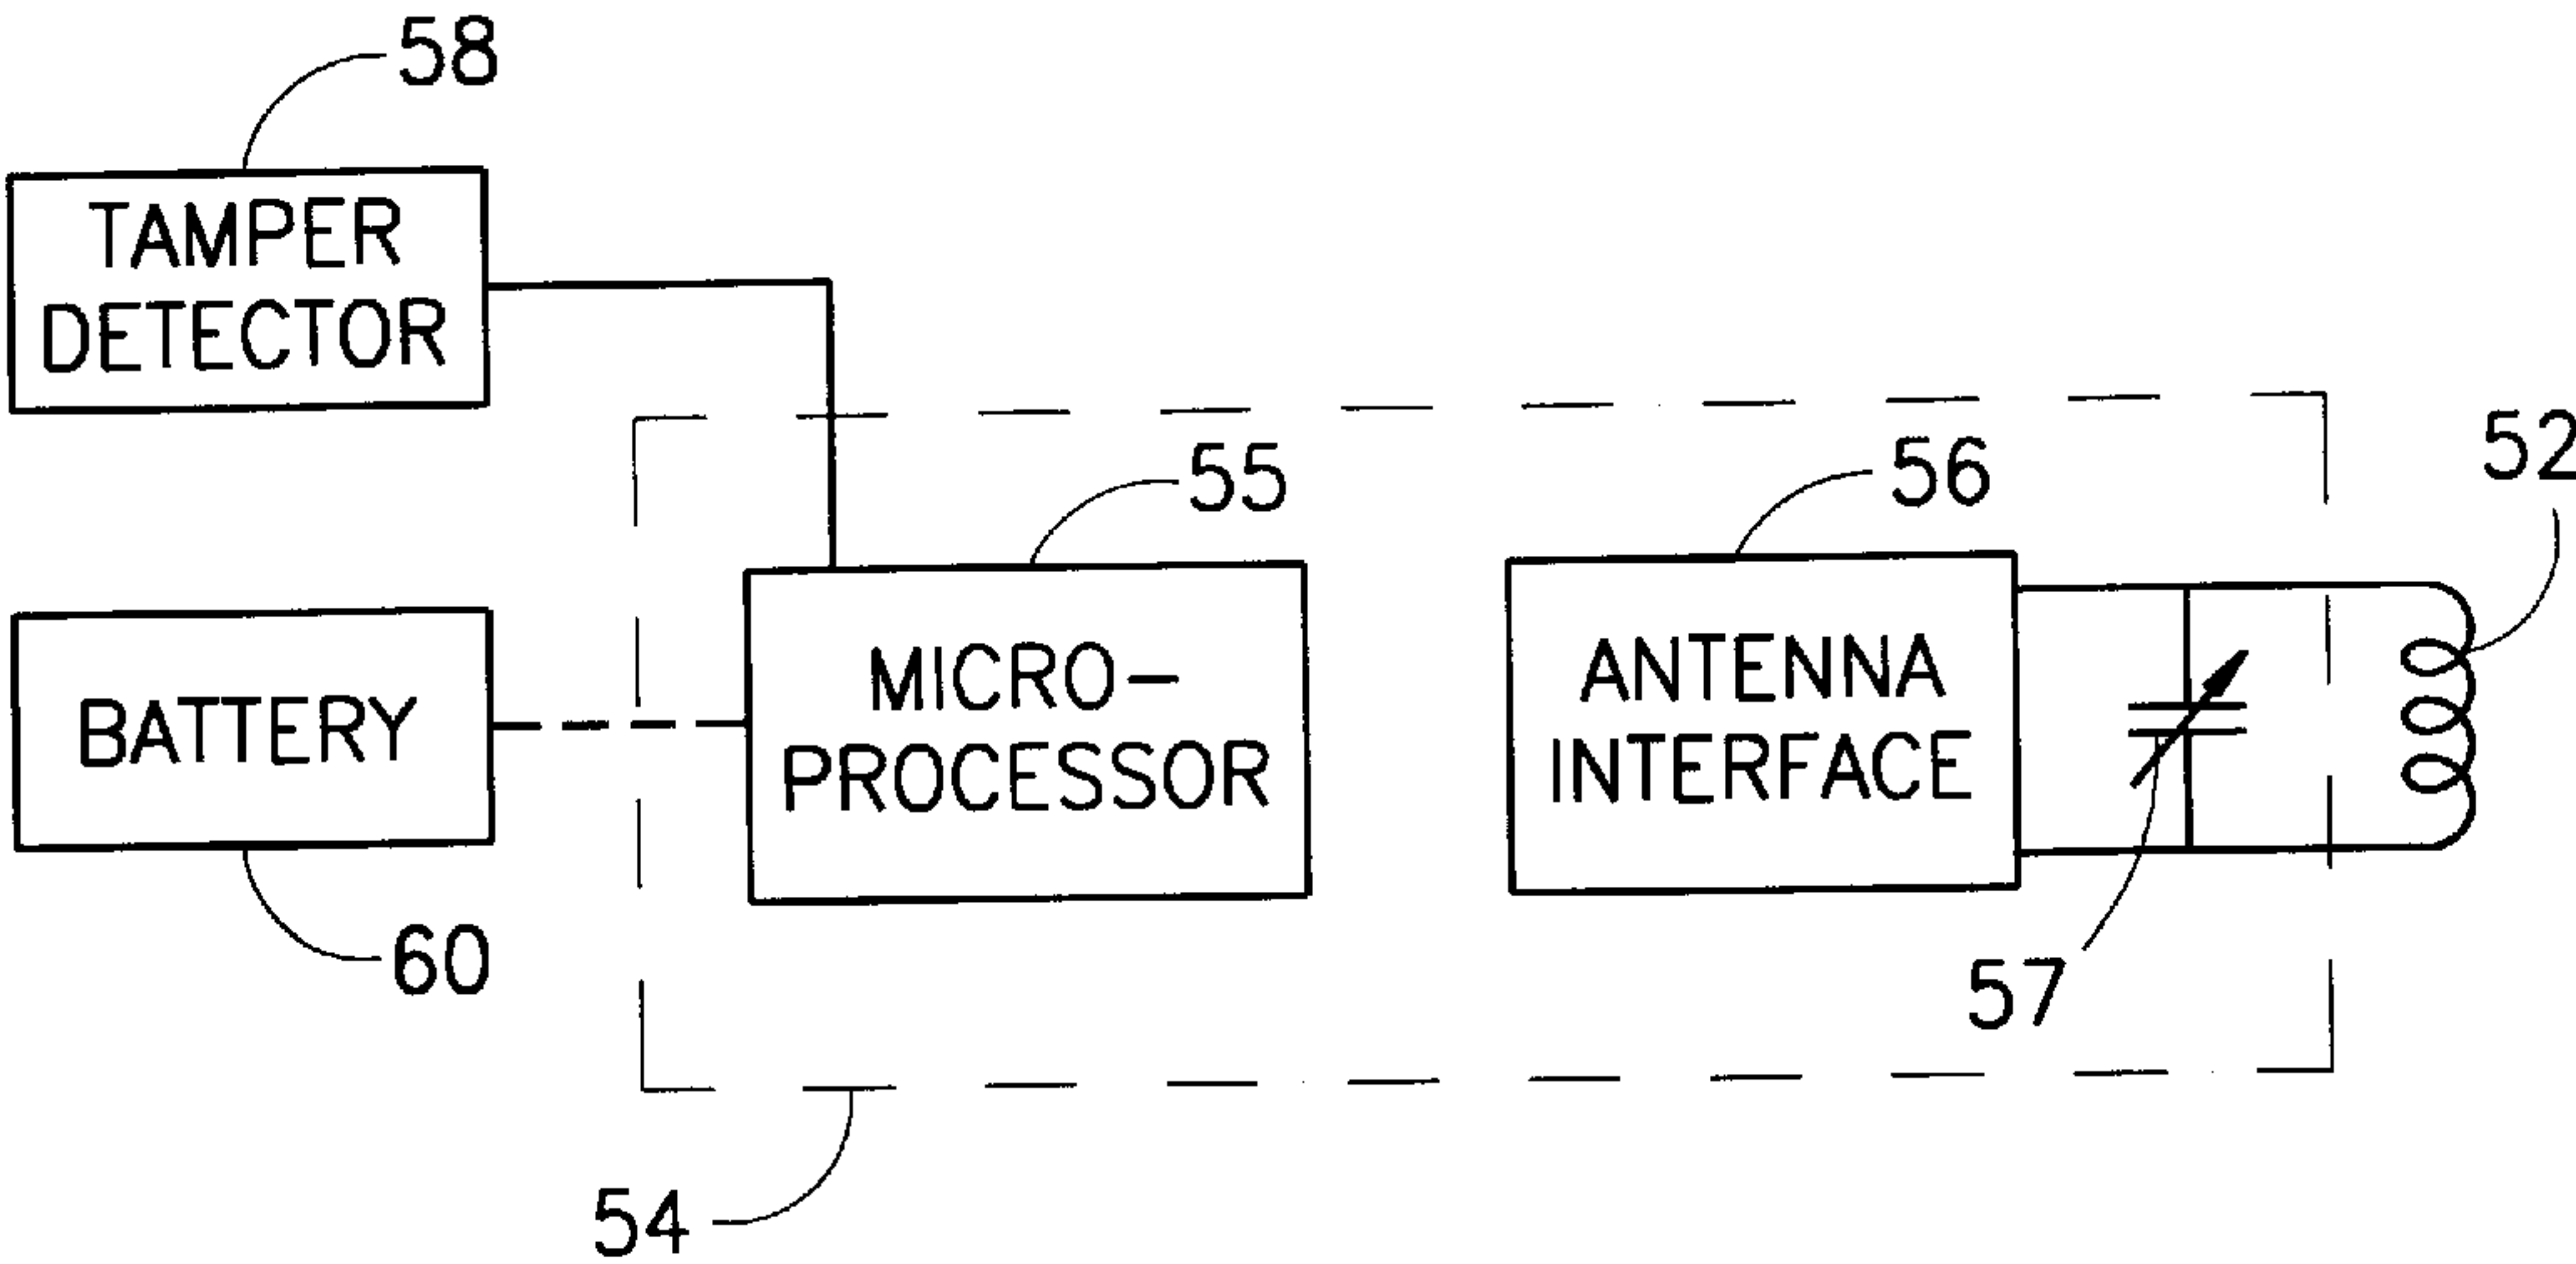 58
TAMPER
DETECTOR
55
56
52
MICRO-
PROCESSOR
ANTENNA
INTERFACE
BATTERY
60
57
54